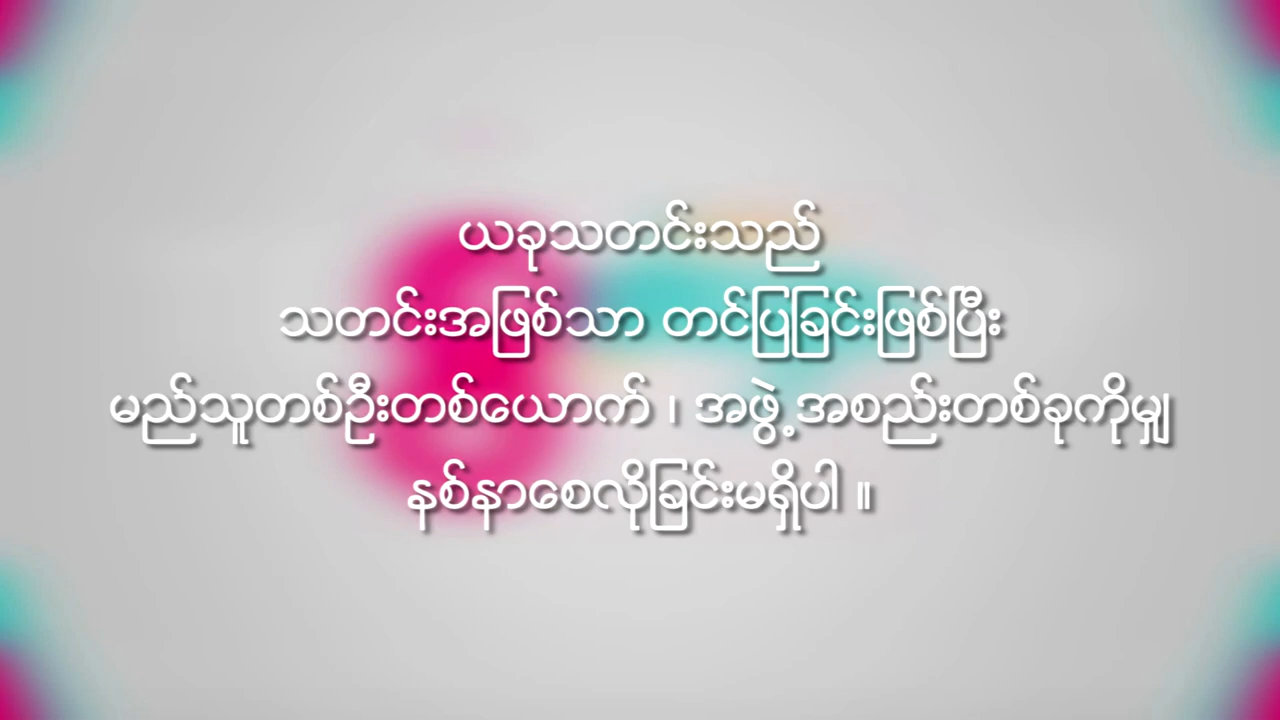 ယခုသတင်းသည်
သတင်းအဖြစ်သာ တင်ပြခြင်းဖြစ်ပြီး
မည်သူတစ်ဦးတစ်ယောက် ၊ အဖွဲ့အစည်းတစ်ခုကိုမျှ
နစ်နာစေလိုခြင်းမရှိပါ ။